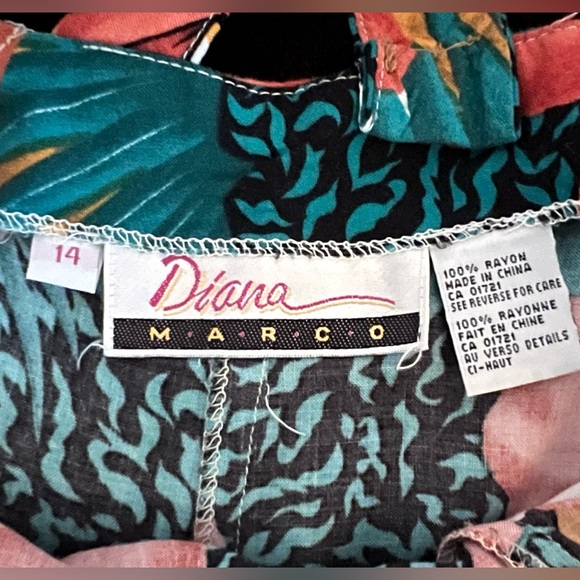 14
Diana
M·A·R·C·O
100% RAYON
MADE IN CHINA
CA 01721
SEE REVERSE FOR CARE
100% RAYONNE
FAIT EN CHINE
CA 01721
AU VERSO DETAILS
CI-HAUT